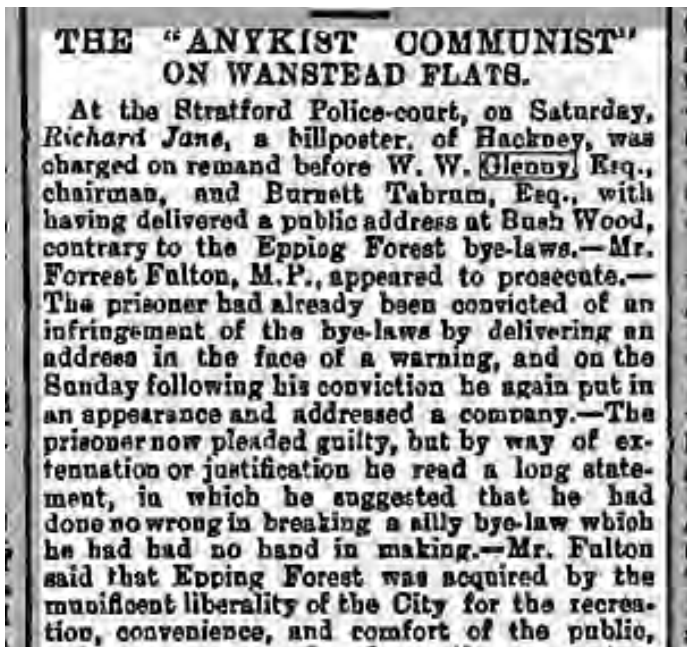 THE "ANYKIST COMMUNIST"
ON WANSTEAD FLATS.
At the Stratford Police-court, on Saturday,
Richard Jane, a billposter, of Hackney, was
charged on remand before W. W. Glenny, Esq.,
chairman, and Burnett Tabrum, Esq., with
having delivered a public address at Bush Wood,
contrary to the Epping Forest bye-laws.—Mr.
Forrest Fulton, M.P., appeared to prosecute.—
The prisoner had already been convicted of an
infringement of the bye-laws by delivering an
address in the face of a warning, and on the
Sunday following his conviction he again put in
an appearance and addressed a company.—The
prisoner now pleaded guilty, but by way of ex-
tenuation or justification he read a long state-
ment, in which he suggested that he had
done no wrong in breaking a silly bye-law which
he had had no hand in making.—Mr. Fulton
said that Epping Forest was acquired by the
munificent liberality of the City for the recrea-
tion, convenience, and comfort of the public,